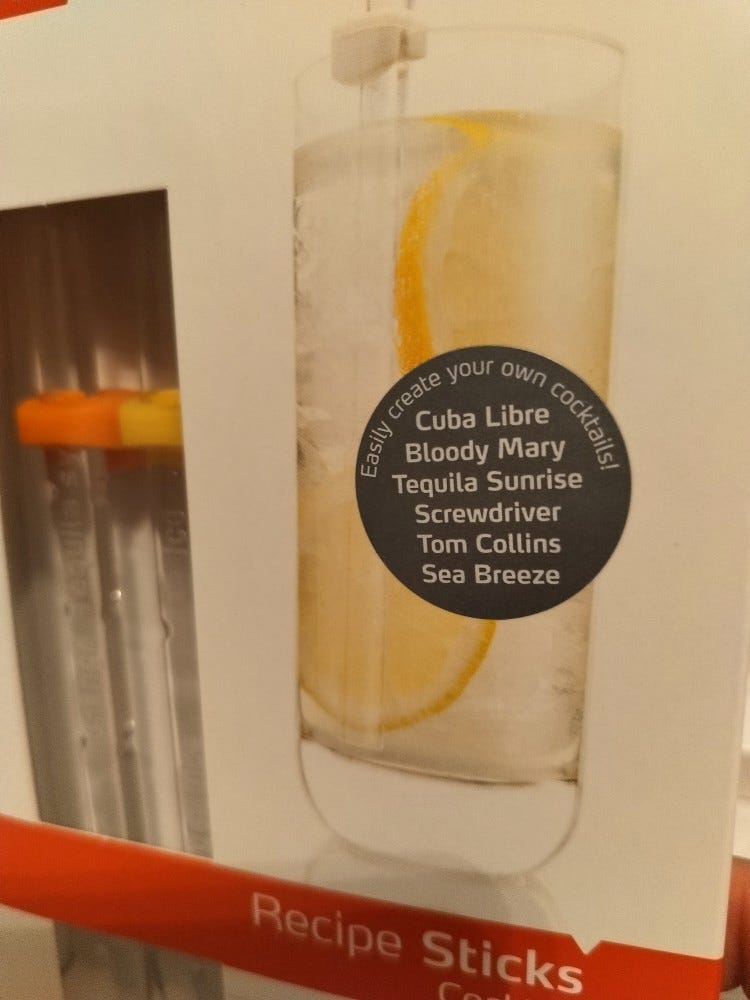 Easily create your own cocktails!
Cuba Libre
Bloody Mary
Tequila Sunrise
Screwdriver
Tom Collins
Sea Breeze
Recipe Sticks